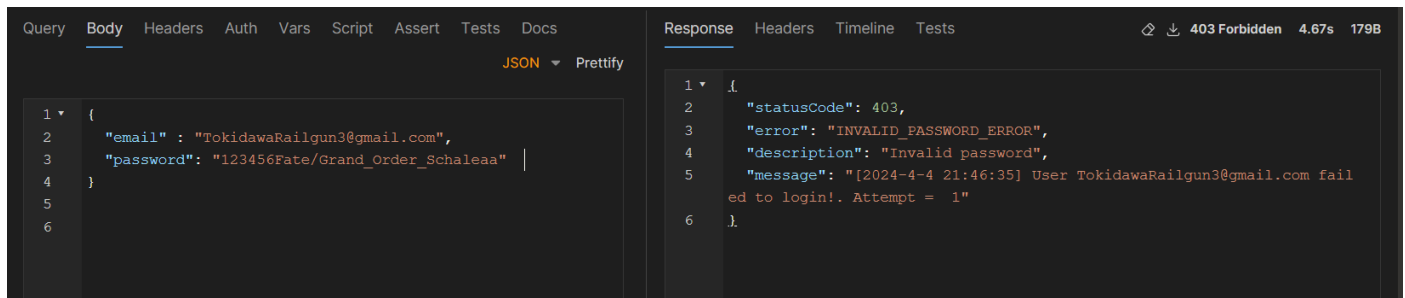 Query Body Headers Auth Vars Script Assert Tests Docs
JSON Prettify
1 {
2 "email" : "TokidawaRailgun3@gmail.com",
3 "password": "123456Fate/Grand_Order_Schaleaa"
4 }
5
6
Response Headers Timeline Tests 403 Forbidden 4.67s 179B
1 {
2 "statusCode": 403,
3 "error": "INVALID_PASSWORD_ERROR",
4 "description": "Invalid password",
5 "message": "[2024-4-4 21:46:35] User TokidawaRailgun3@gmail.com fail
ed to login!. Attempt =  1"
6 }